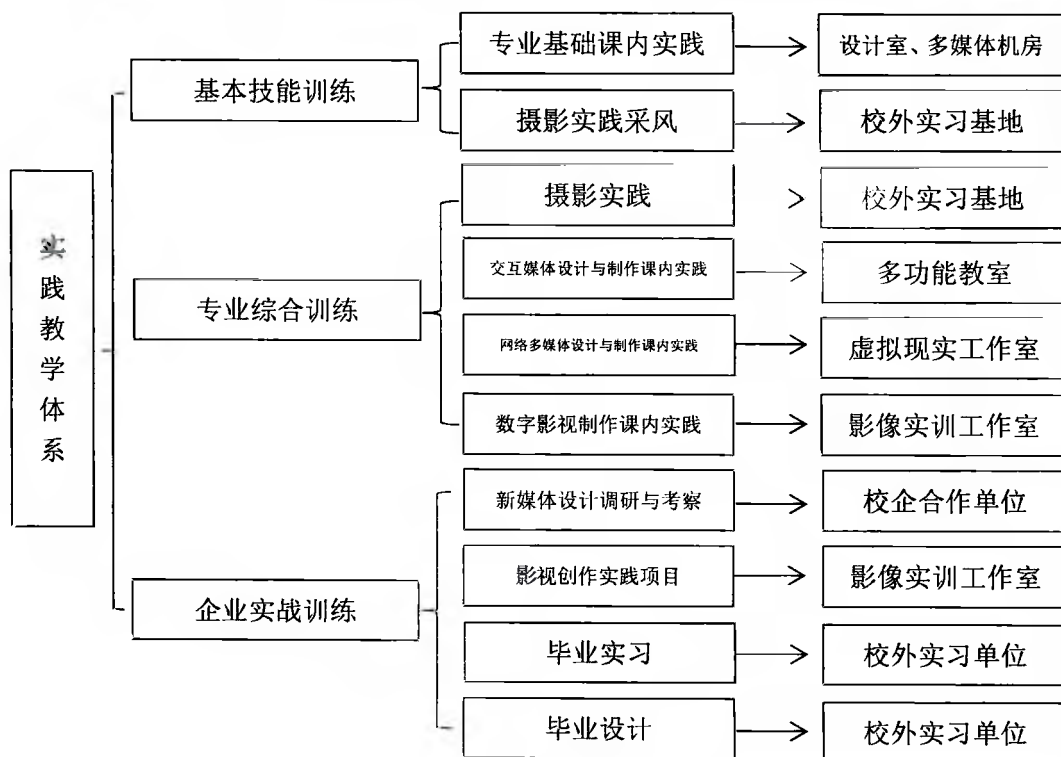 实践教学体系
基本技能训练
专业基础课内实践
设计室、多媒体机房
摄影实践采风
校外实习基地
专业综合训练
摄影实践
校外实习基地
交互媒体设计与制作课内实践
多功能教室
网络多媒体设计与制作课内实践
虚拟现实工作室
数字影视制作课内实践
影像实训工作室
企业实战训练
新媒体设计调研与考察
校企合作单位
影视创作实践项目
影像实训工作室
毕业实习
校外实习单位
毕业设计
校外实习单位